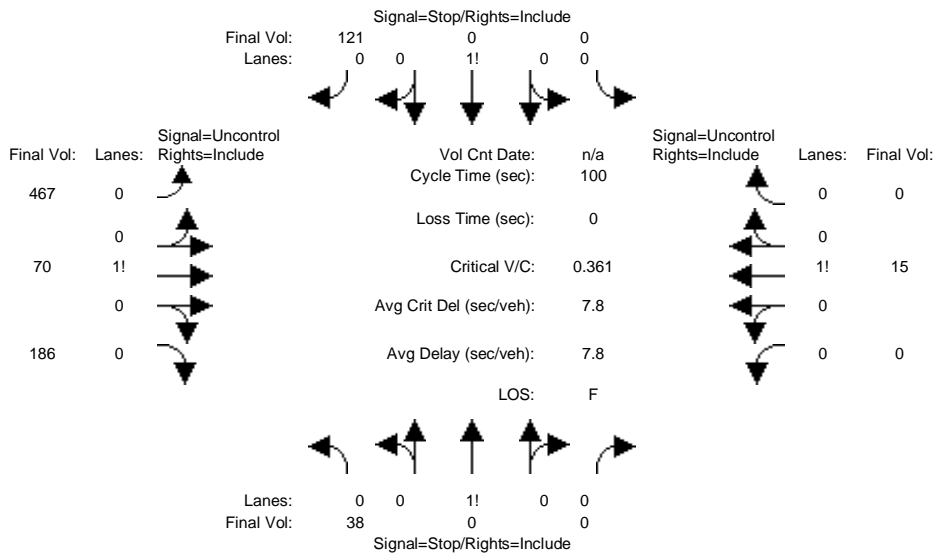 Signal=Stop/Rights=Include
Final Vol: 121 0 0
Lanes: 0 0 1! 0 0
Signal=Uncontrol Signal=Uncontrol
Final Vol: Lanes: Rights=Include Vol Cnt Date: n/a Rights=Include Lanes: Final Vol:
Cycle Time (sec): 100
467 0 0 0
Loss Time (sec): 0
0 0
70 1! Critical V/C: 0.361 1! 15
0 Avg Crit Del (sec/veh): 7.8 0
186 0 Avg Delay (sec/veh): 7.8 0 0
LOS: F
Lanes: 0 0 1! 0 0
Final Vol: 38 0 0
Signal=Stop/Rights=Include